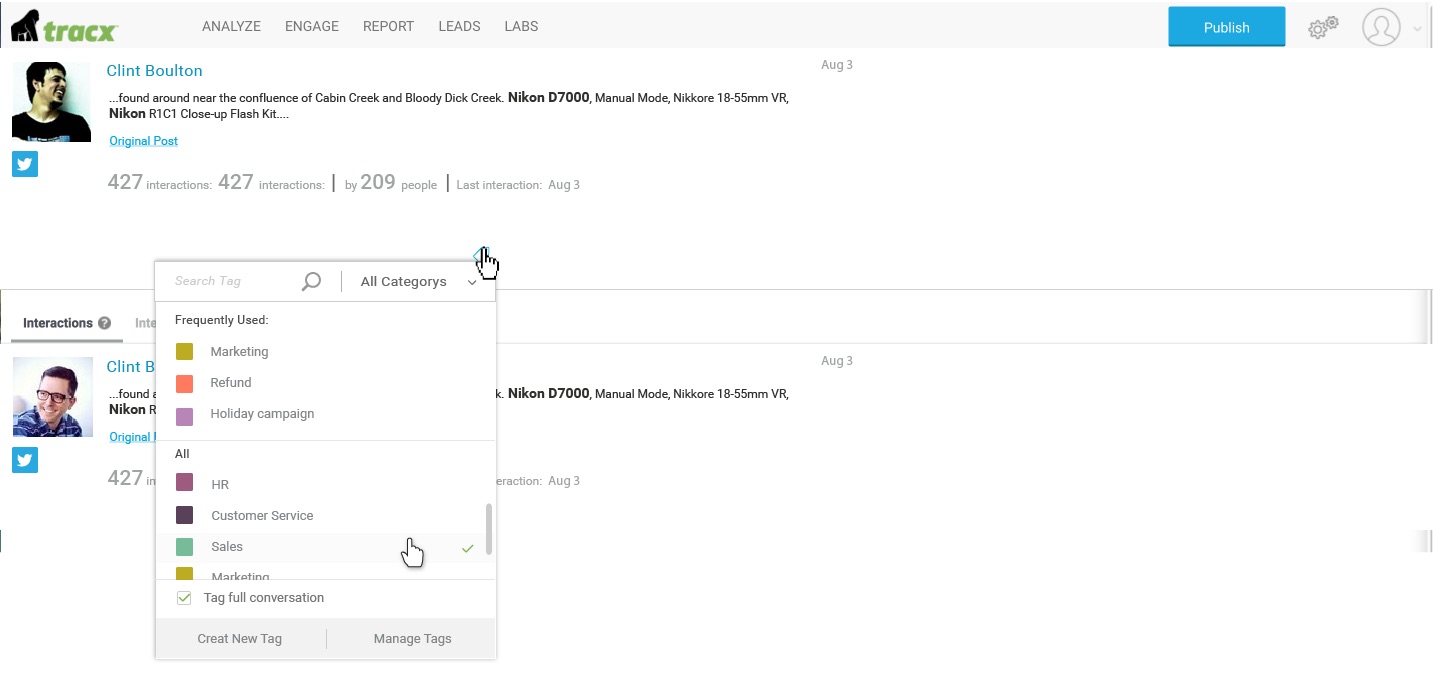 tracx ANALYZE ENGAGE REPORT LEADS LABS Publish
Clint Boulton Aug 3
...found around near the confluence of Cabin Creek and Bloody Dick Creek. Nikon D7000, Manual Mode, Nikkore 18-55mm VR,
Nikon R1C1 Close-up Flash Kit....
Original Post
427 interactions: 427 interactions: | by 209 people | Last interaction: Aug 3
Search Tag All Categorys
Frequently Used:
Interactions ? Inte
Marketing
Clint B Aug 3
Refund
...found a k. Nikon D7000, Manual Mode, Nikkore 18-55mm VR,
Nikon R
Holiday campaign
Original
All
427 in eraction: Aug 3
HR
Customer Service
Sales
Marketing
Tag full conversation
Creat New Tag Manage Tags